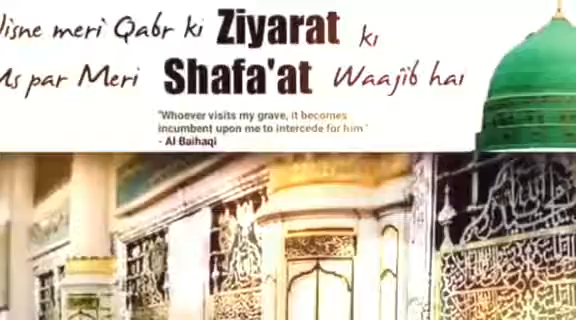 Jisne meri Qabr ki Ziyarat ki
Us par Meri Shafa'at Waajib hai
"Whoever visits my grave, it becomes
incumbent upon me to intercede for him"
- Al Baihaqi